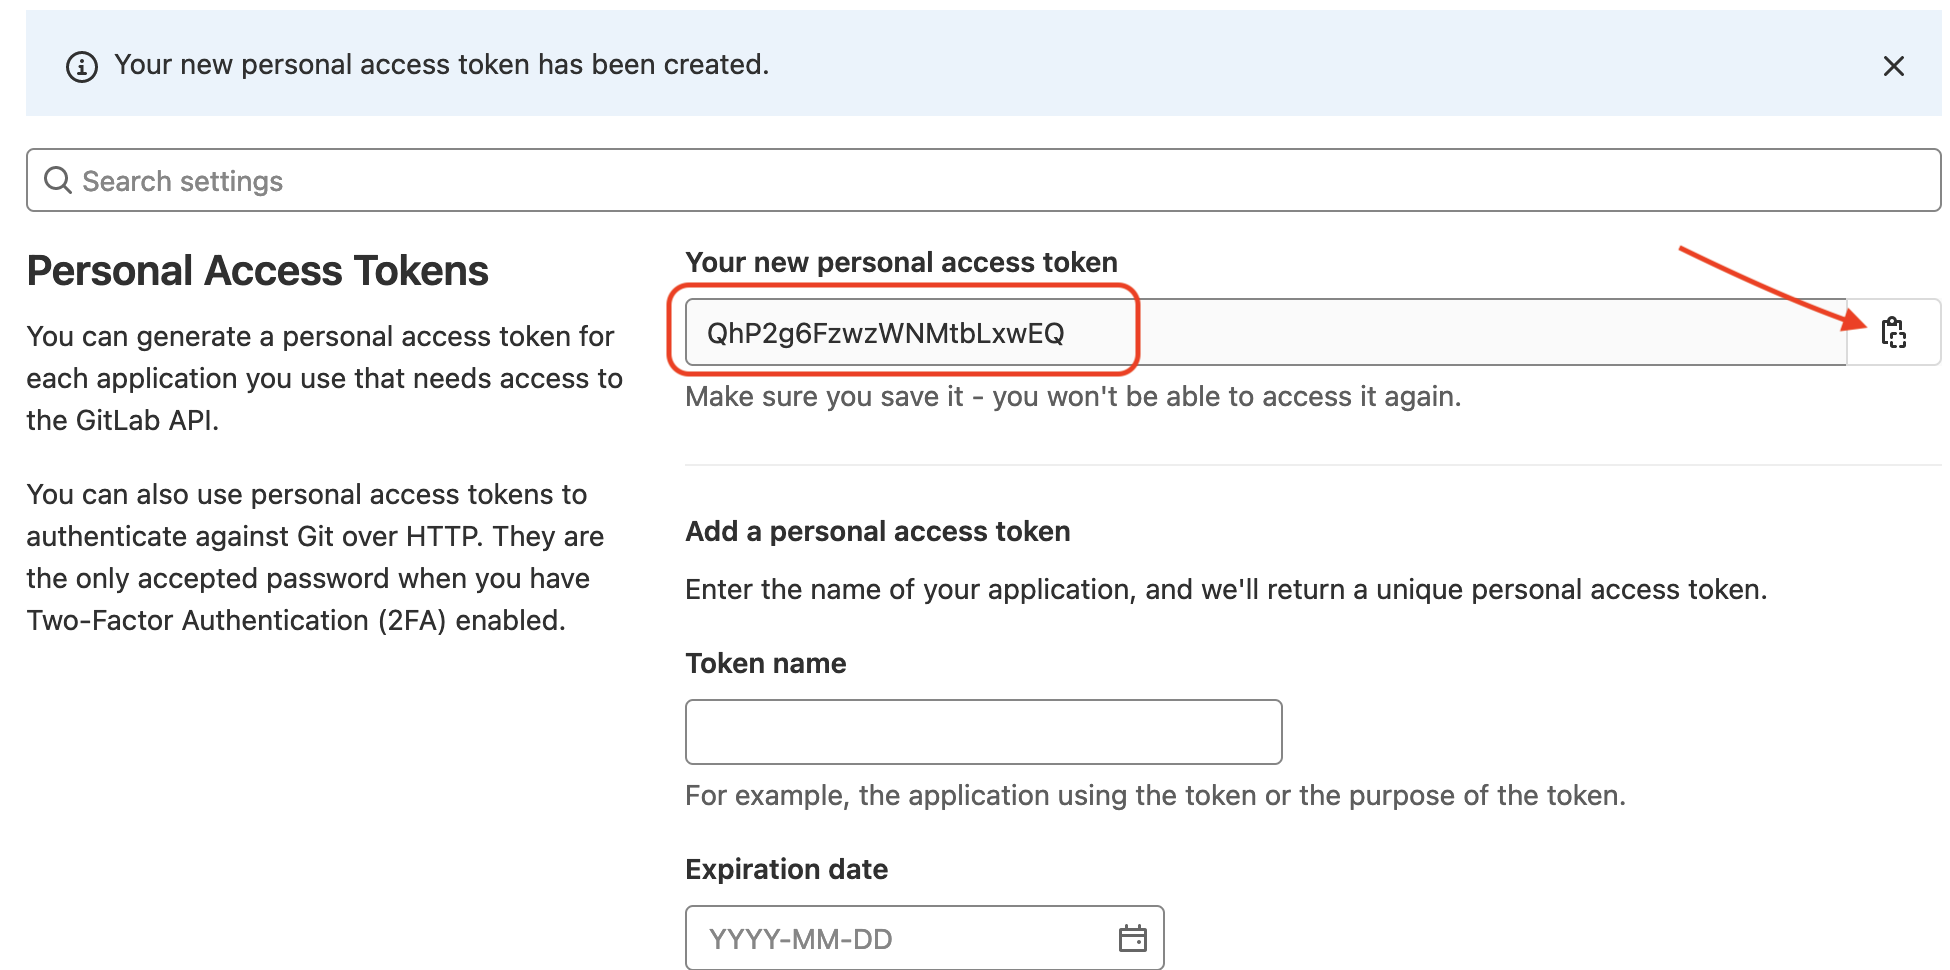 Your new personal access token has been created.
Search settings
Personal Access Tokens
You can generate a personal access token for
each application you use that needs access to
the GitLab API.
You can also use personal access tokens to
authenticate against Git over HTTP. They are
the only accepted password when you have
Two-Factor Authentication (2FA) enabled.
Your new personal access token
QhP2g6FzwzWNMtbLxwEQ
Make sure you save it - you won't be able to access it again.
Add a personal access token
Enter the name of your application, and we'll return a unique personal access token.
Token name
For example, the application using the token or the purpose of the token.
Expiration date
YYYY-MM-DD